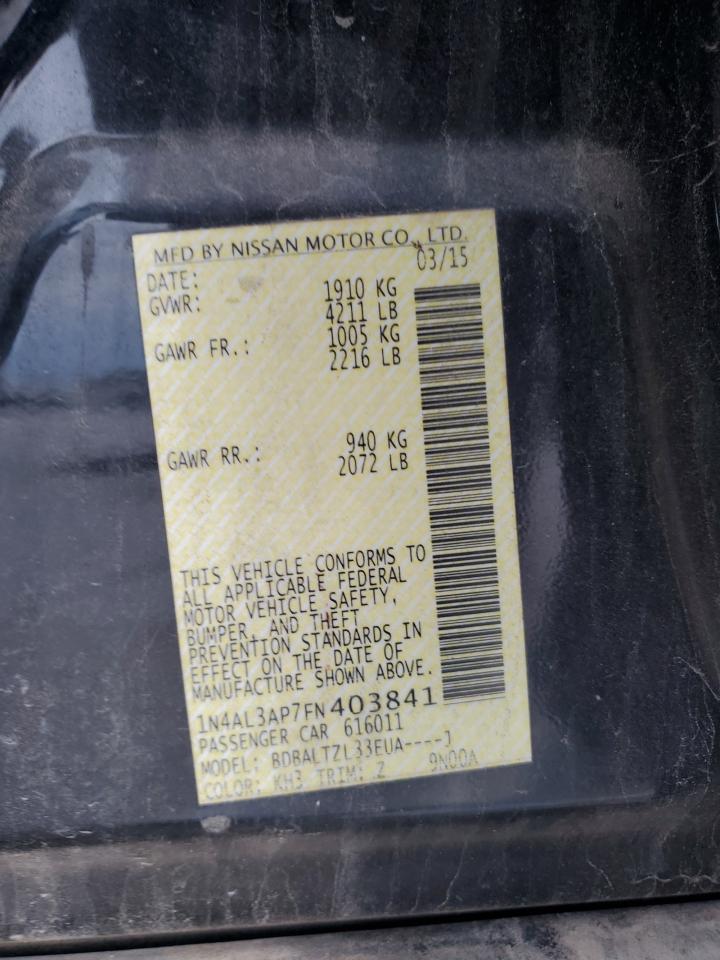 MFD BY NISSAN MOTOR CO., LTD.
DATE: 03/15
GVWR: 1910 KG
4211 LB
GAWR FR.: 1005 KG
2216 LB
GAWR RR.: 940 KG
2072 LB
THIS VEHICLE CONFORMS TO
ALL APPLICABLE FEDERAL
MOTOR VEHICLE SAFETY,
BUMPER, AND THEFT
PREVENTION STANDARDS IN
EFFECT ON THE DATE OF
MANUFACTURE SHOWN ABOVE.
1N4AL3AP7FN403841
PASSENGER CAR 616011
MODEL: BDBALTZL33EUA----J
COLOR: KH3 TRIM: Z 9N00A